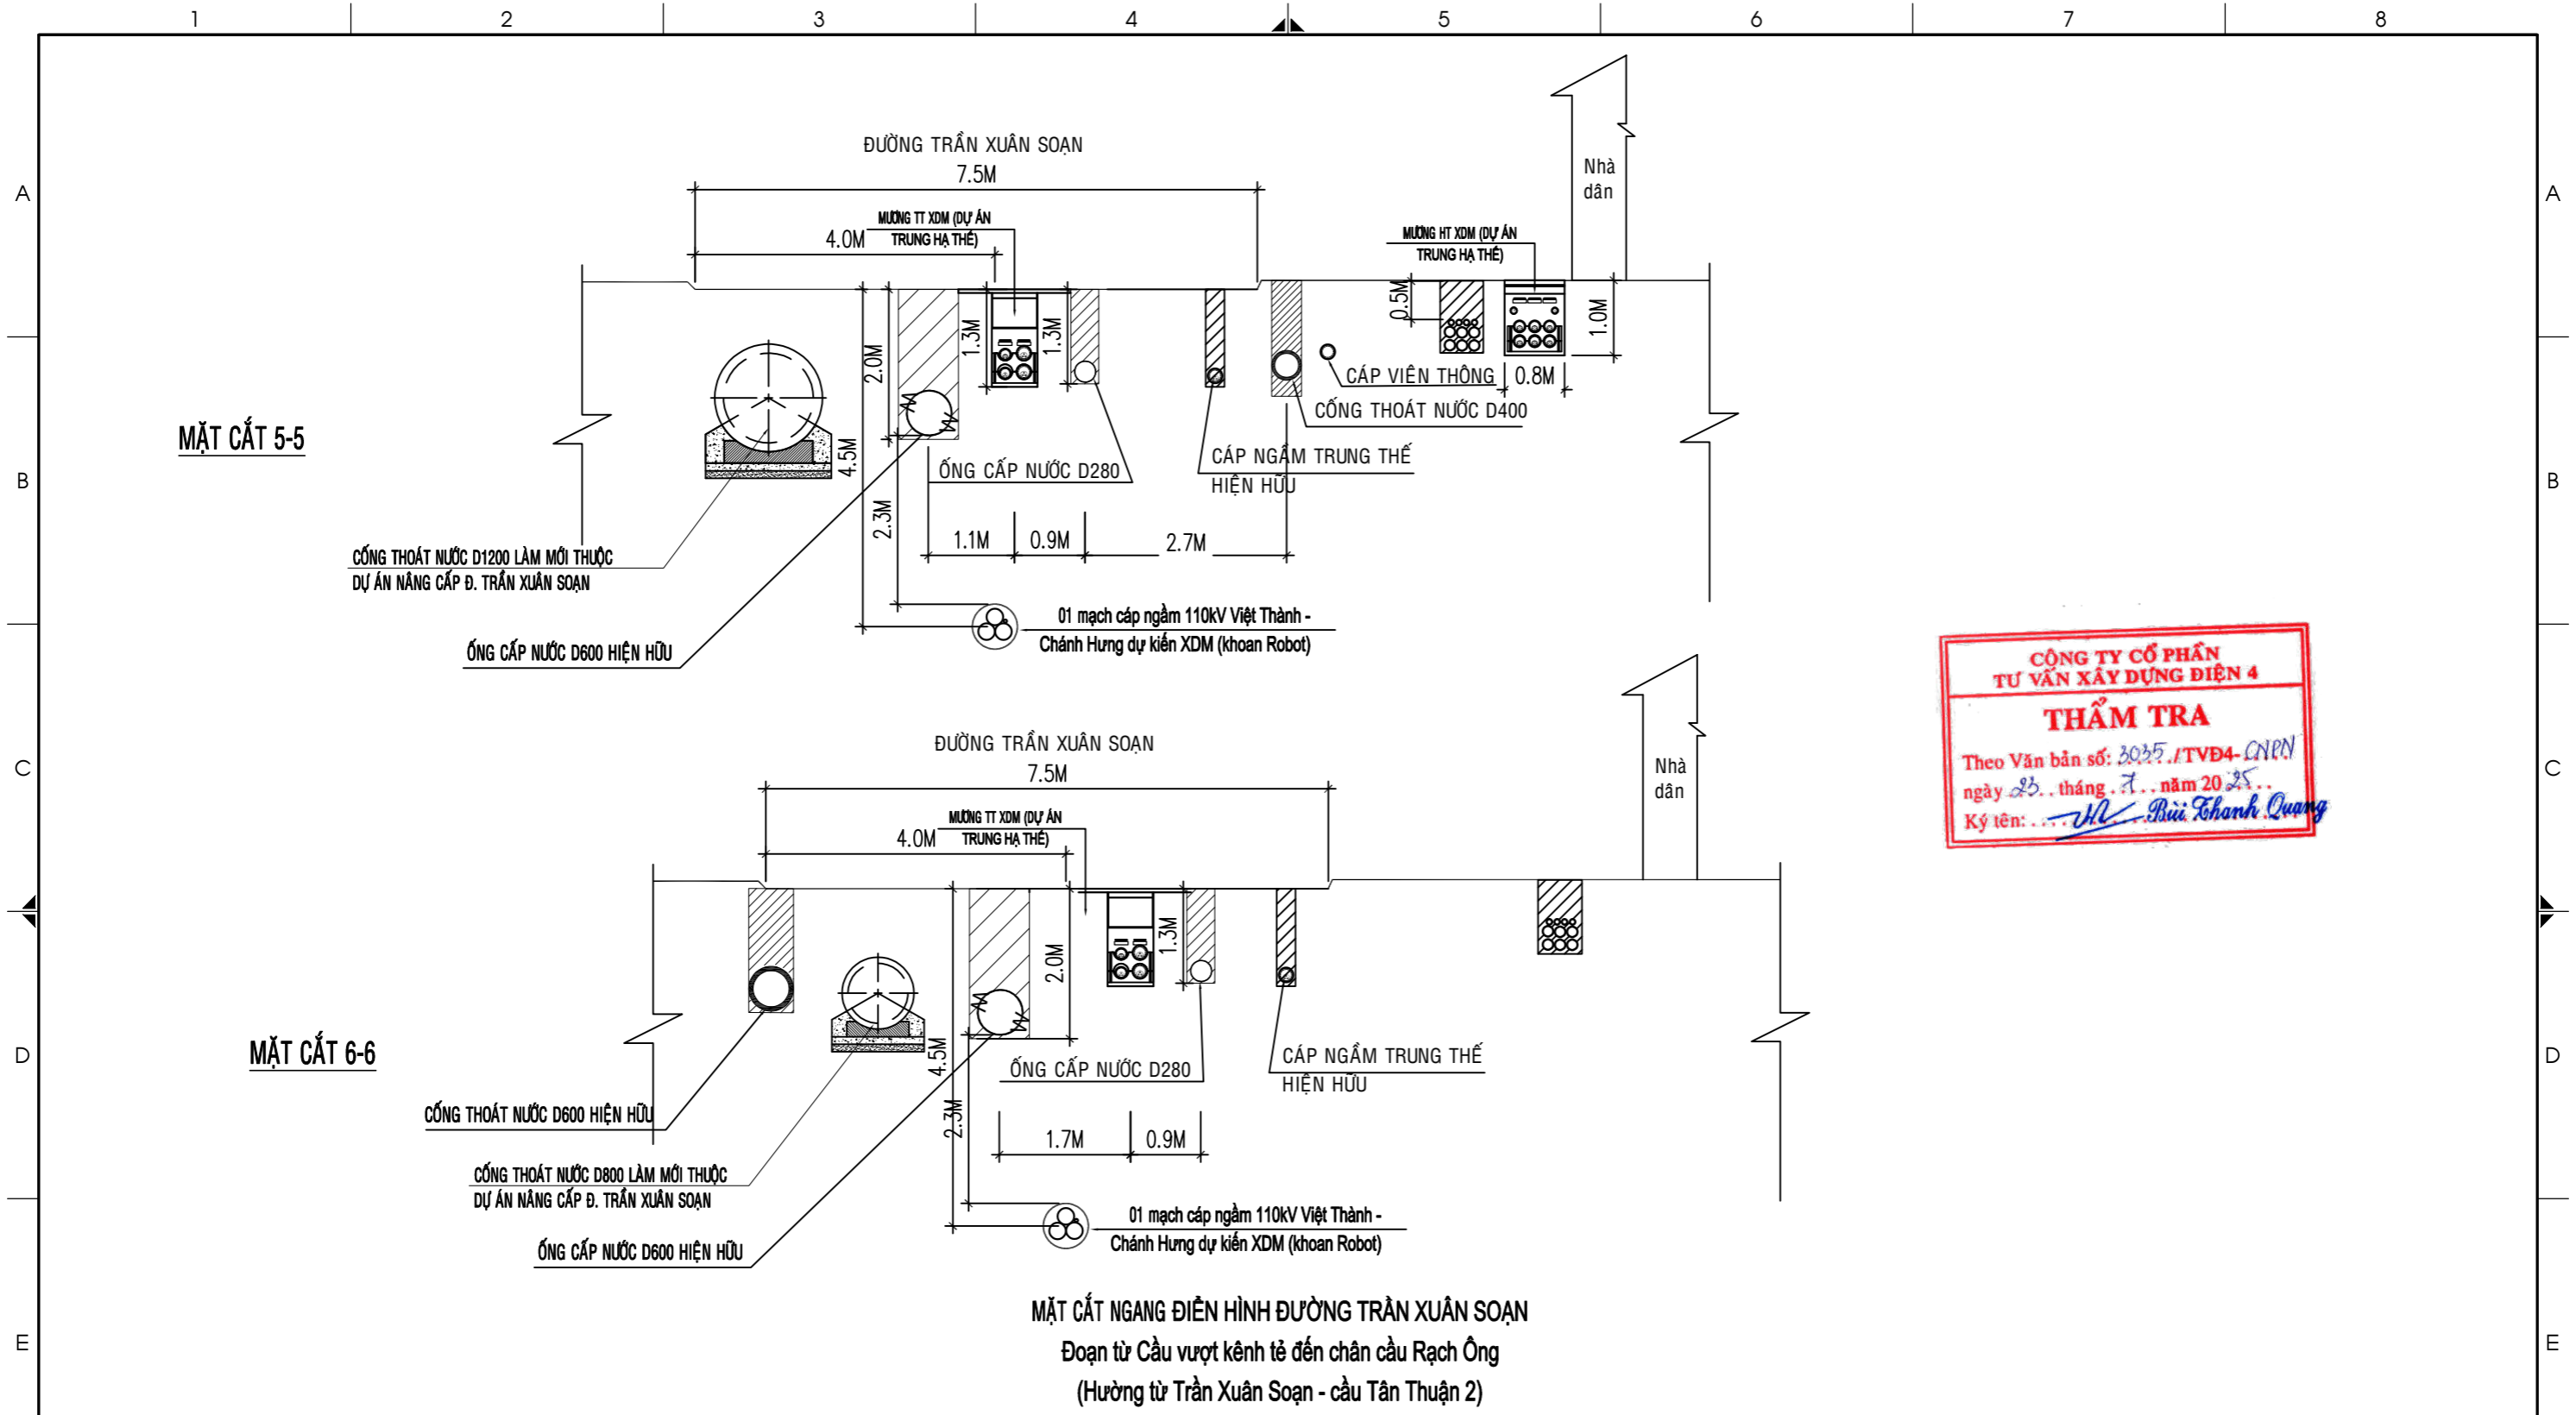 1 2 3 4 5 6 7 8
A A
B B
C C
D D
E E
ĐƯỜNG TRẦN XUÂN SOẠN
7.5M
MƯƠNG TT XDM (DỰ ÁN
TRUNG HẠ THẾ)
4.0M
MƯƠNG HT XDM (DỰ ÁN
TRUNG HẠ THẾ)
Nhà
dân
0.5M
1.0M
1.3M
1.3M
2.0M
4.5M
2.3M
CÁP VIÊN THÔNG
0.8M
CỐNG THOÁT NƯỚC D400
MẶT CẮT 5-5
ỐNG CẤP NƯỚC D280
CÁP NGẦM TRUNG THẾ
HIỆN HỮU
1.1M
0.9M
2.7M
CỐNG THOÁT NƯỚC D1200 LÀM MỚI THUỘC
DỰ ÁN NÂNG CẤP Đ. TRẦN XUÂN SOẠN
ỐNG CẤP NƯỚC D600 HIỆN HỮU
01 mạch cáp ngầm 110kV Việt Thành -
Chánh Hưng dự kiến XDM (khoan Robot)
CÔNG TY CỔ PHẦN
TƯ VẤN XÂY DỰNG ĐIỆN 4
THẨM TRA
Theo Văn bản số: 3035 /TVĐ4- CNPN
ngày 23 tháng 7 năm 20 25
Ký tên: Bùi Thanh Quang
ĐƯỜNG TRẦN XUÂN SOẠN
7.5M
MƯƠNG TT XDM (DỰ ÁN
TRUNG HẠ THẾ)
4.0M
Nhà
dân
1.3M
2.0M
4.5M
2.3M
MẶT CẮT 6-6
ỐNG CẤP NƯỚC D280
CÁP NGẦM TRUNG THẾ
HIỆN HỮU
1.7M
0.9M
CỐNG THOÁT NƯỚC D600 HIỆN HỮU
CỐNG THOÁT NƯỚC D800 LÀM MỚI THUỘC
DỰ ÁN NÂNG CẤP Đ. TRẦN XUÂN SOẠN
ỐNG CẤP NƯỚC D600 HIỆN HỮU
01 mạch cáp ngầm 110kV Việt Thành -
Chánh Hưng dự kiến XDM (khoan Robot)
MẶT CẮT NGANG ĐIỂN HÌNH ĐƯỜNG TRẦN XUÂN SOẠN
Đoạn từ Cầu vượt kênh tẻ đến chân cầu Rạch Ông
(Hường từ Trần Xuân Soạn - cầu Tân Thuận 2)